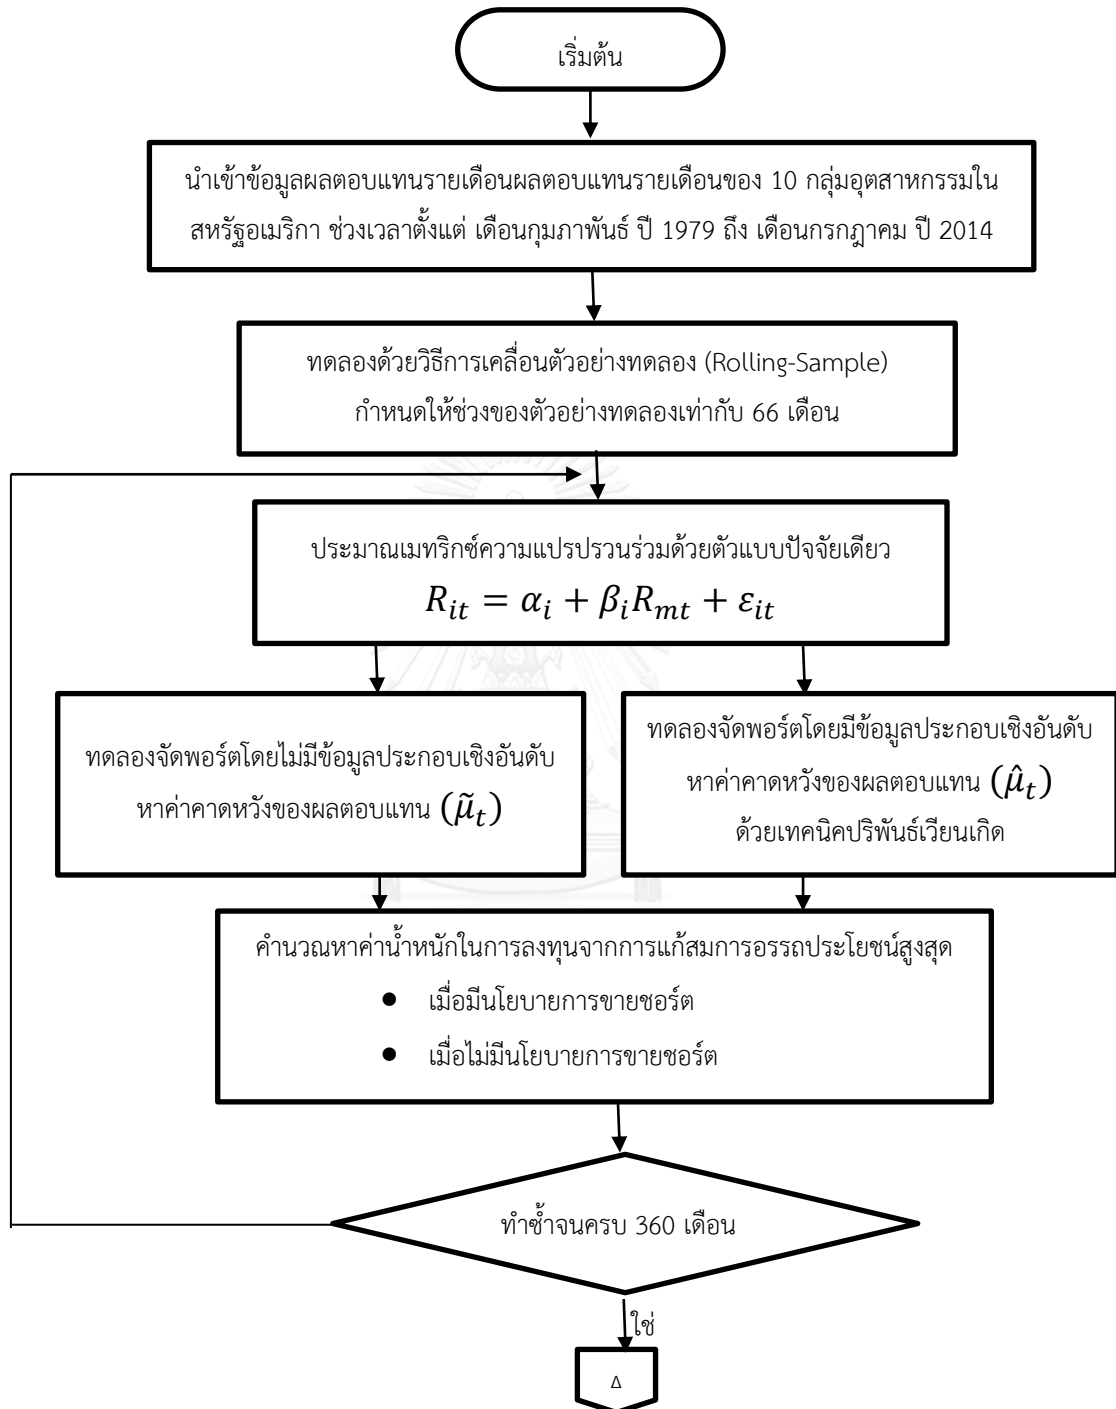 เริ่มต้น
นำเข้าข้อมูลผลตอบแทนรายเดือนผลตอบแทนรายเดือนของ 10 กลุ่มอุตสาหกรรมใน
สหรัฐอเมริกา ช่วงเวลาตั้งแต่ เดือนกุมภาพันธ์ ปี 1979 ถึง เดือนกรกฎาคม ปี 2014
ทดลองด้วยวิธีการเคลื่อนตัวอย่างทดลอง (Rolling-Sample)
กำหนดให้ช่วงของตัวอย่างทดลองเท่ากับ 66 เดือน
ประมาณเมทริกซ์ความแปรปรวนร่วมด้วยตัวแบบปัจจัยเดียว
$R_{it} = \alpha_i + \beta_i R_{mt} + \varepsilon_{it}$
ทดลองจัดพอร์ตโดยไม่มีข้อมูลประกอบเชิงอันดับ
หาค่าคาดหวังของผลตอบแทน $(\tilde{\mu}_t)$
ทดลองจัดพอร์ตโดยมีข้อมูลประกอบเชิงอันดับ
หาค่าคาดหวังของผลตอบแทน $(\hat{\mu}_t)$
ด้วยเทคนิคปริพันธ์เวียนเกิด
คำนวณหาค่าน้ำหนักในการลงทุนจากการแก้สมการอรรถประโยชน์สูงสุด
● เมื่อมีนโยบายการขายชอร์ต
● เมื่อไม่มีนโยบายการขายชอร์ต
ทำซ้ำจนครบ 360 เดือน
ใช่
Δ